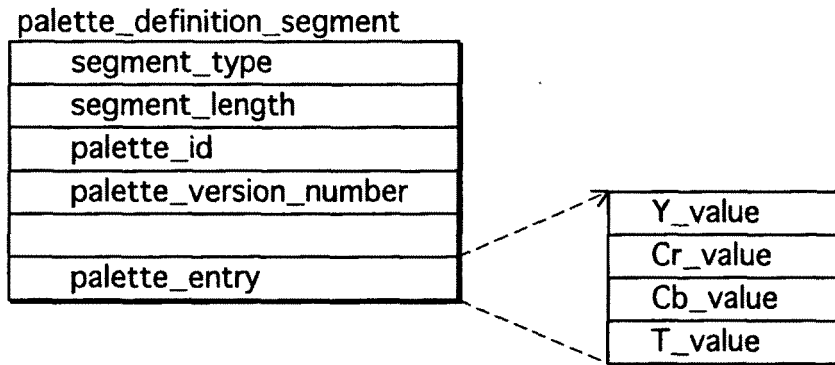 palette_definition_segment
segment_type
segment_length
palette_id
palette_version_number
palette_entry
Y_value
Cr_value
Cb_value
T_value